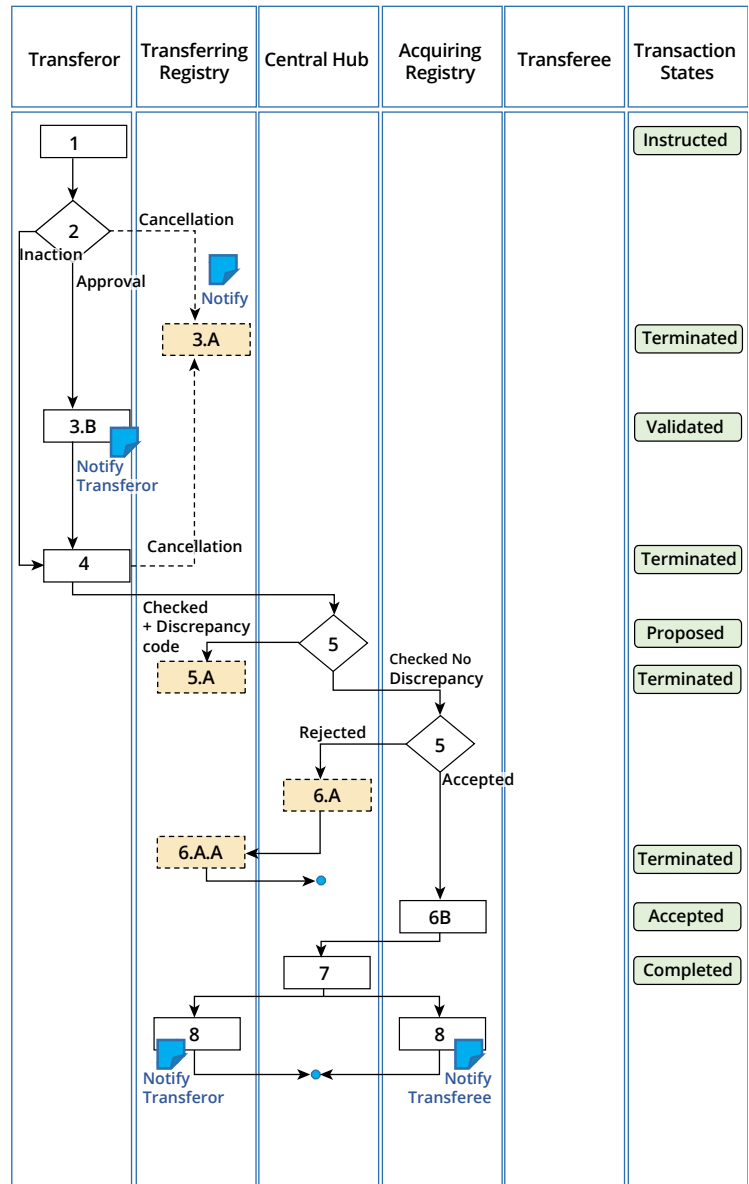 Transferor
Transferring
Registry
Central Hub
Acquiring
Registry
Transferee
Transaction
States
1
Instructed
2
Cancellation
Inaction
Approval
Notify
3.A
Terminated
3.B
Validated
Notify
Transferor
Cancellation
4
Terminated
Checked
+ Discrepancy
code
5
Proposed
Checked No
Discrepancy
5.A
Terminated
Rejected
5
Accepted
6.A
6.A.A
Terminated
6B
Accepted
7
Completed
8
8
Notify
Transferor
Notify
Transferee